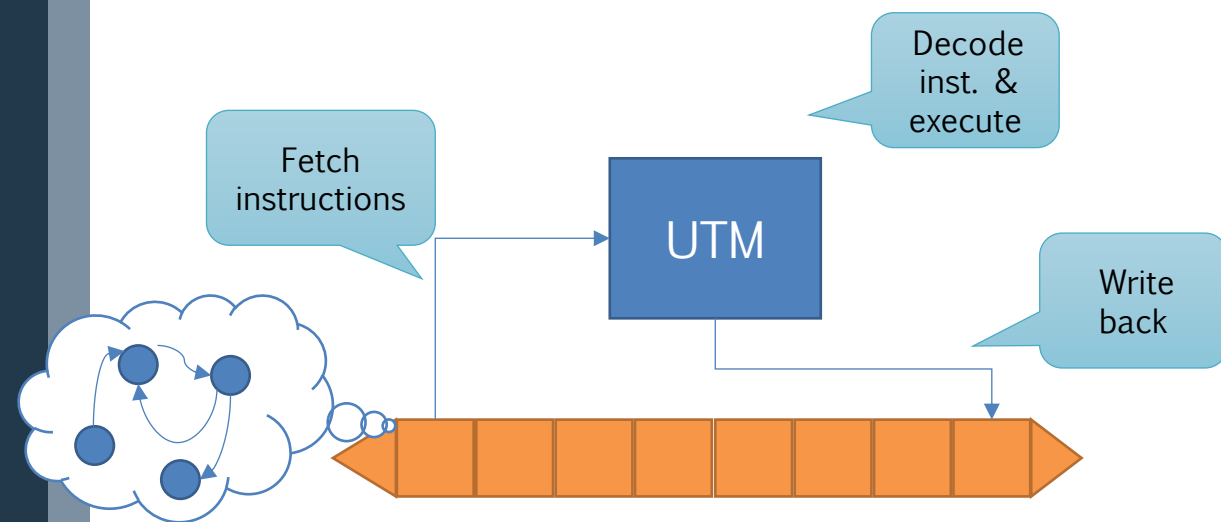 Decode
inst. &
execute
Fetch
instructions
UTM
Write
back